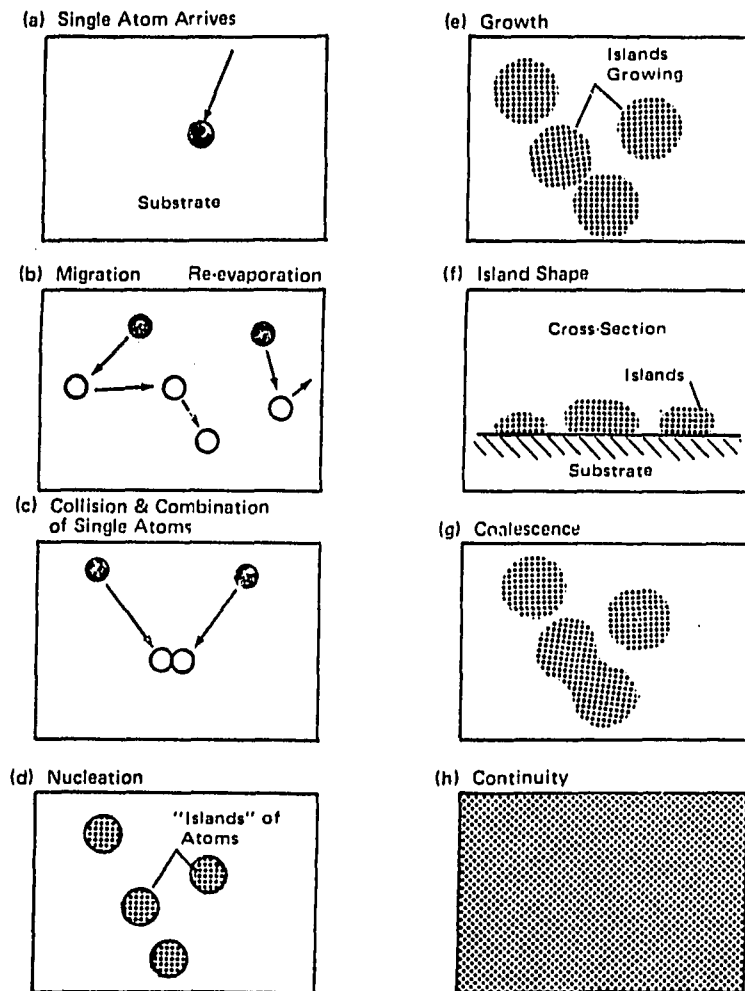 (a) Single Atom Arrives
Substrate
(b) Migration Re-evaporation
(c) Collision & Combination
of Single Atoms
(d) Nucleation
"Islands" of
Atoms
(e) Growth
Islands
Growing
(f) Island Shape
Cross-Section
Islands
Substrate
(g) Coalescence
(h) Continuity